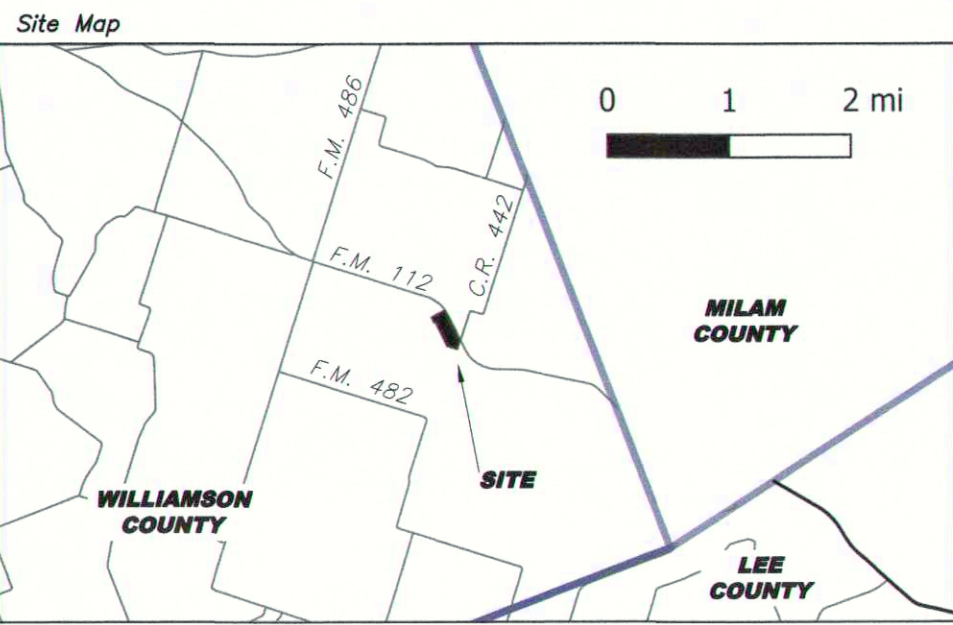 Site Map
0 1 2 mi
F.M. 486
C.R. 442
F.M. 112
MILAM
COUNTY
F.M. 482
SITE
WILLIAMSON
COUNTY
LEE
COUNTY